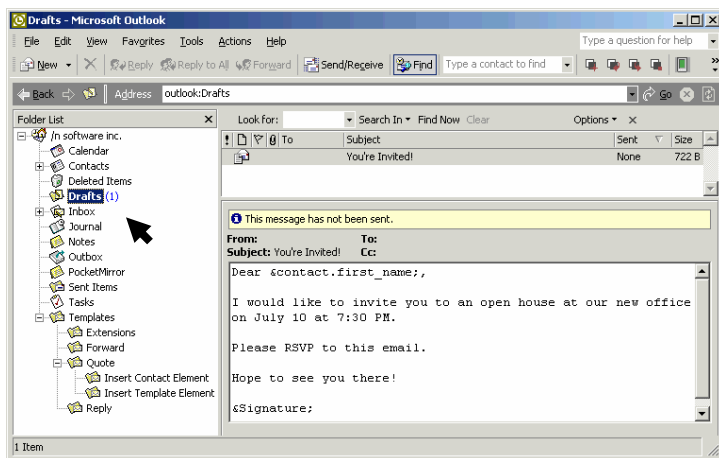 Drafts - Microsoft Outlook
File Edit View Favorites Tools Actions Help Type a question for help
New Reply Reply to All Forward Send/Receive Find Type a contact to find
Back Address outlook:Drafts Go
Folder List Look for: Search In Find Now Clear Options
/n software inc.
Calendar
Contacts
Deleted Items
Drafts (1)
Inbox
Journal
Notes
Outbox
PocketMirror
Sent Items
Tasks
Templates
Extensions
Forward
Quote
Insert Contact Element
Insert Template Element
Reply
To Subject Sent Size
You're Invited! None 722 B
This message has not been sent.
From: To:
Subject: You're Invited! Cc:
Dear &contact.first_name;,
I would like to invite you to an open house at our new office
on July 10 at 7:30 PM.
Please RSVP to this email.
Hope to see you there!
&Signature;
1 Item